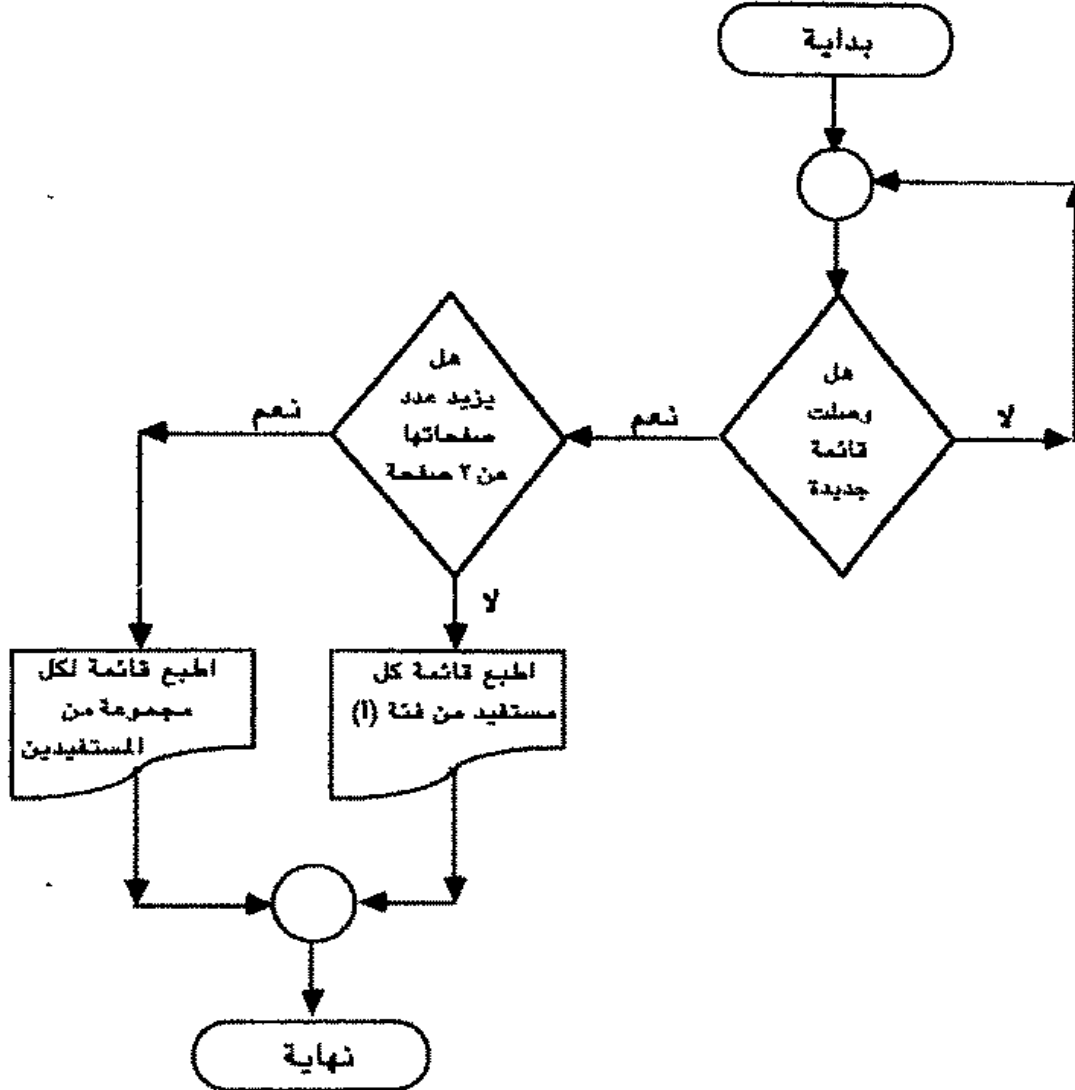 بداية
هل
وصلت
قائمة
جديدة
لا
نعم
هل
يزيد عدد
صفحاتها
عن ٢ صفحة
نعم
لا
اطبع قائمة كل
مستفيد من فئة (ا)
اطبع قائمة لكل
مجموعة من
المستفيدين
نهاية